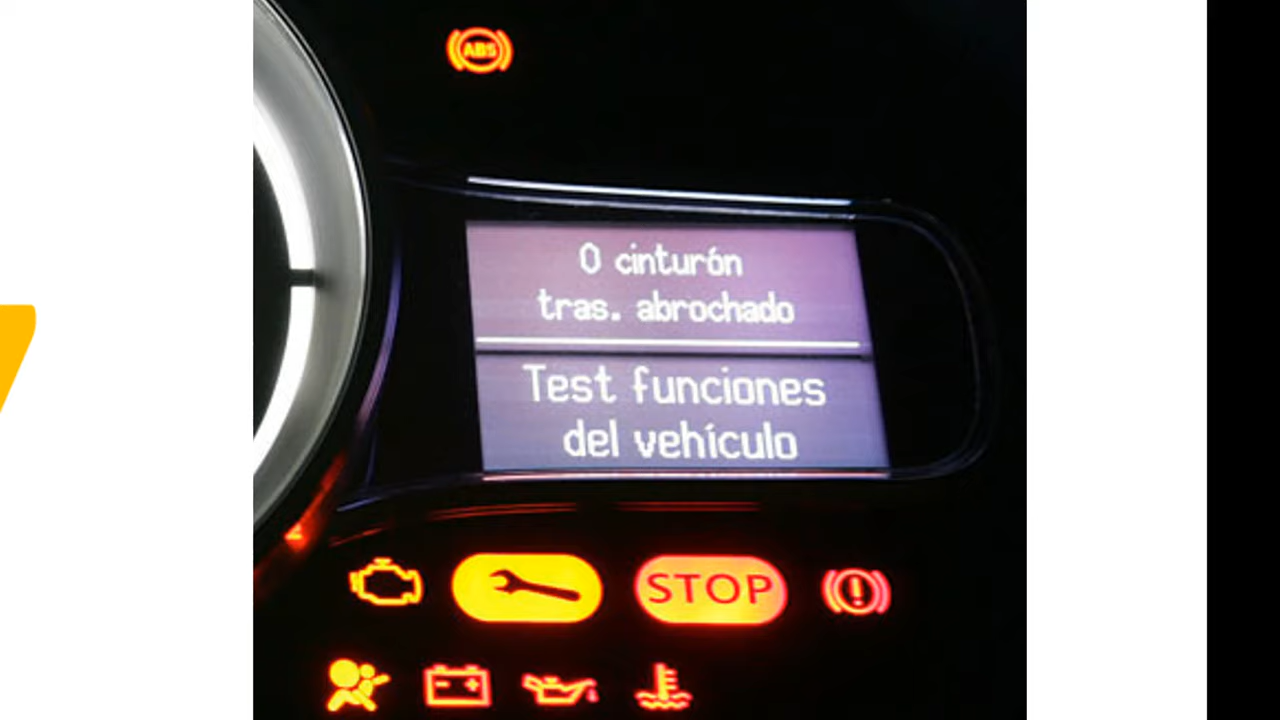 ABS
0 cinturón
tras. abrochado
Test funciones
del vehículo
STOP